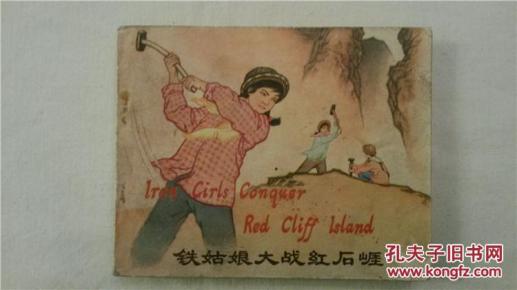 Iron Girls Conquer
Red Cliff Island
铁姑娘大战红石崕
孔夫子旧书网
www.kongfz.com